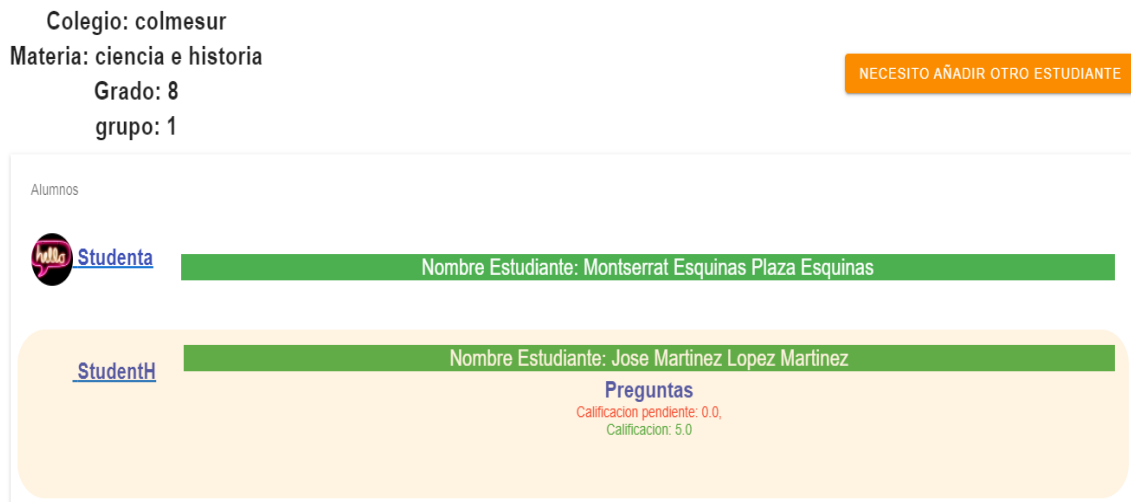 Colegio: colmesur
Materia: ciencia e historia
Grado: 8
grupo: 1
NECESITO AÑADIR OTRO ESTUDIANTE
Alumnos
hello
Studenta
Nombre Estudiante: Montserrat Esquinas Plaza Esquinas
StudentH
Nombre Estudiante: Jose Martinez Lopez Martinez
Preguntas
Calificacion pendiente: 0.0,
Calificacion: 5.0